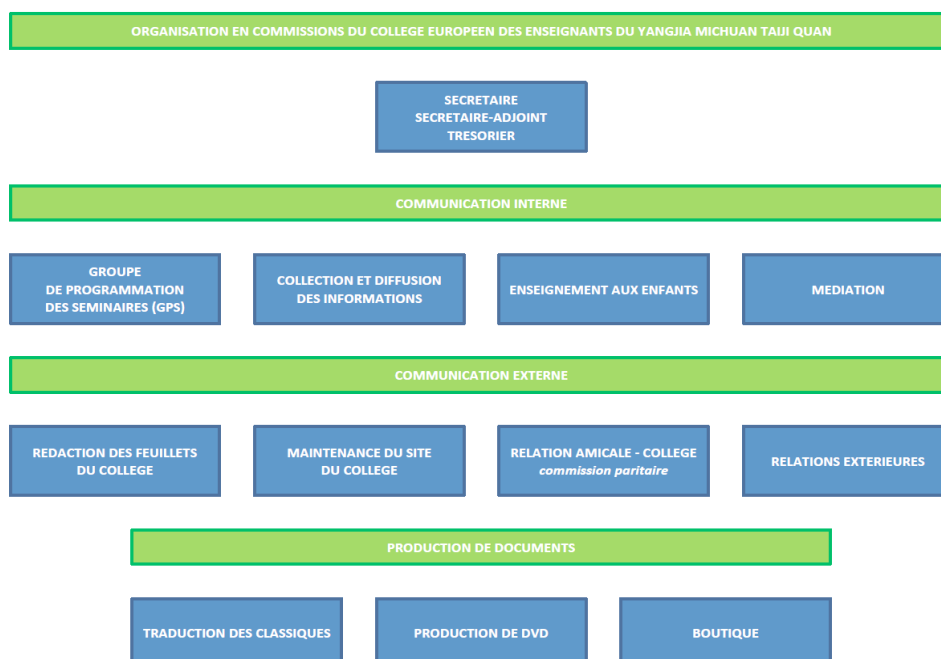 ORGANISATION EN COMMISSIONS DU COLLEGE EUROPEEN DES ENSEIGNANTS DU YANGJIA MICHUAN TAIJI QUAN
SECRETAIRE
SECRETAIRE-ADJOINT
TRESORIER
COMMUNICATION INTERNE
GROUPE
DE PROGRAMMATION
DES SEMINAIRES (GPS)
COLLECTION ET DIFFUSION
DES INFORMATIONS
ENSEIGNEMENT AUX ENFANTS
MEDIATION
COMMUNICATION EXTERNE
REDACTION DES FEUILLETS
DU COLLEGE
MAINTENANCE DU SITE
DU COLLEGE
RELATION AMICALE - COLLEGE
commission paritaire
RELATIONS EXTERIEURES
PRODUCTION DE DOCUMENTS
TRADUCTION DES CLASSIQUES
PRODUCTION DE DVD
BOUTIQUE